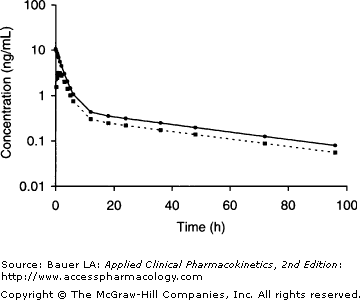 100
10
1
0.1
0.01
Concentration (ng/mL)
0 20 40 60 80 100
Time (h)
Source: Bauer LA: Applied Clinical Pharmacokinetics, 2nd Edition:
http://www.accesspharmacology.com
Copyright © The McGraw-Hill Companies, Inc. All rights reserved.